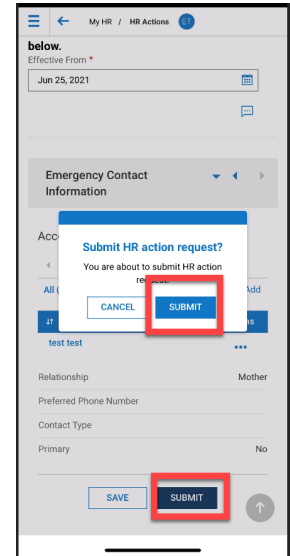 My HR / HR Actions ET
below.
Effective From *
Jun 25, 2021
Emergency Contact
Information
Acc
Submit HR action request?
You are about to submit HR action
request.
All ( Add
CANCEL SUBMIT
test test
Relationship Mother
Preferred Phone Number
Contact Type
Primary No
SAVE SUBMIT